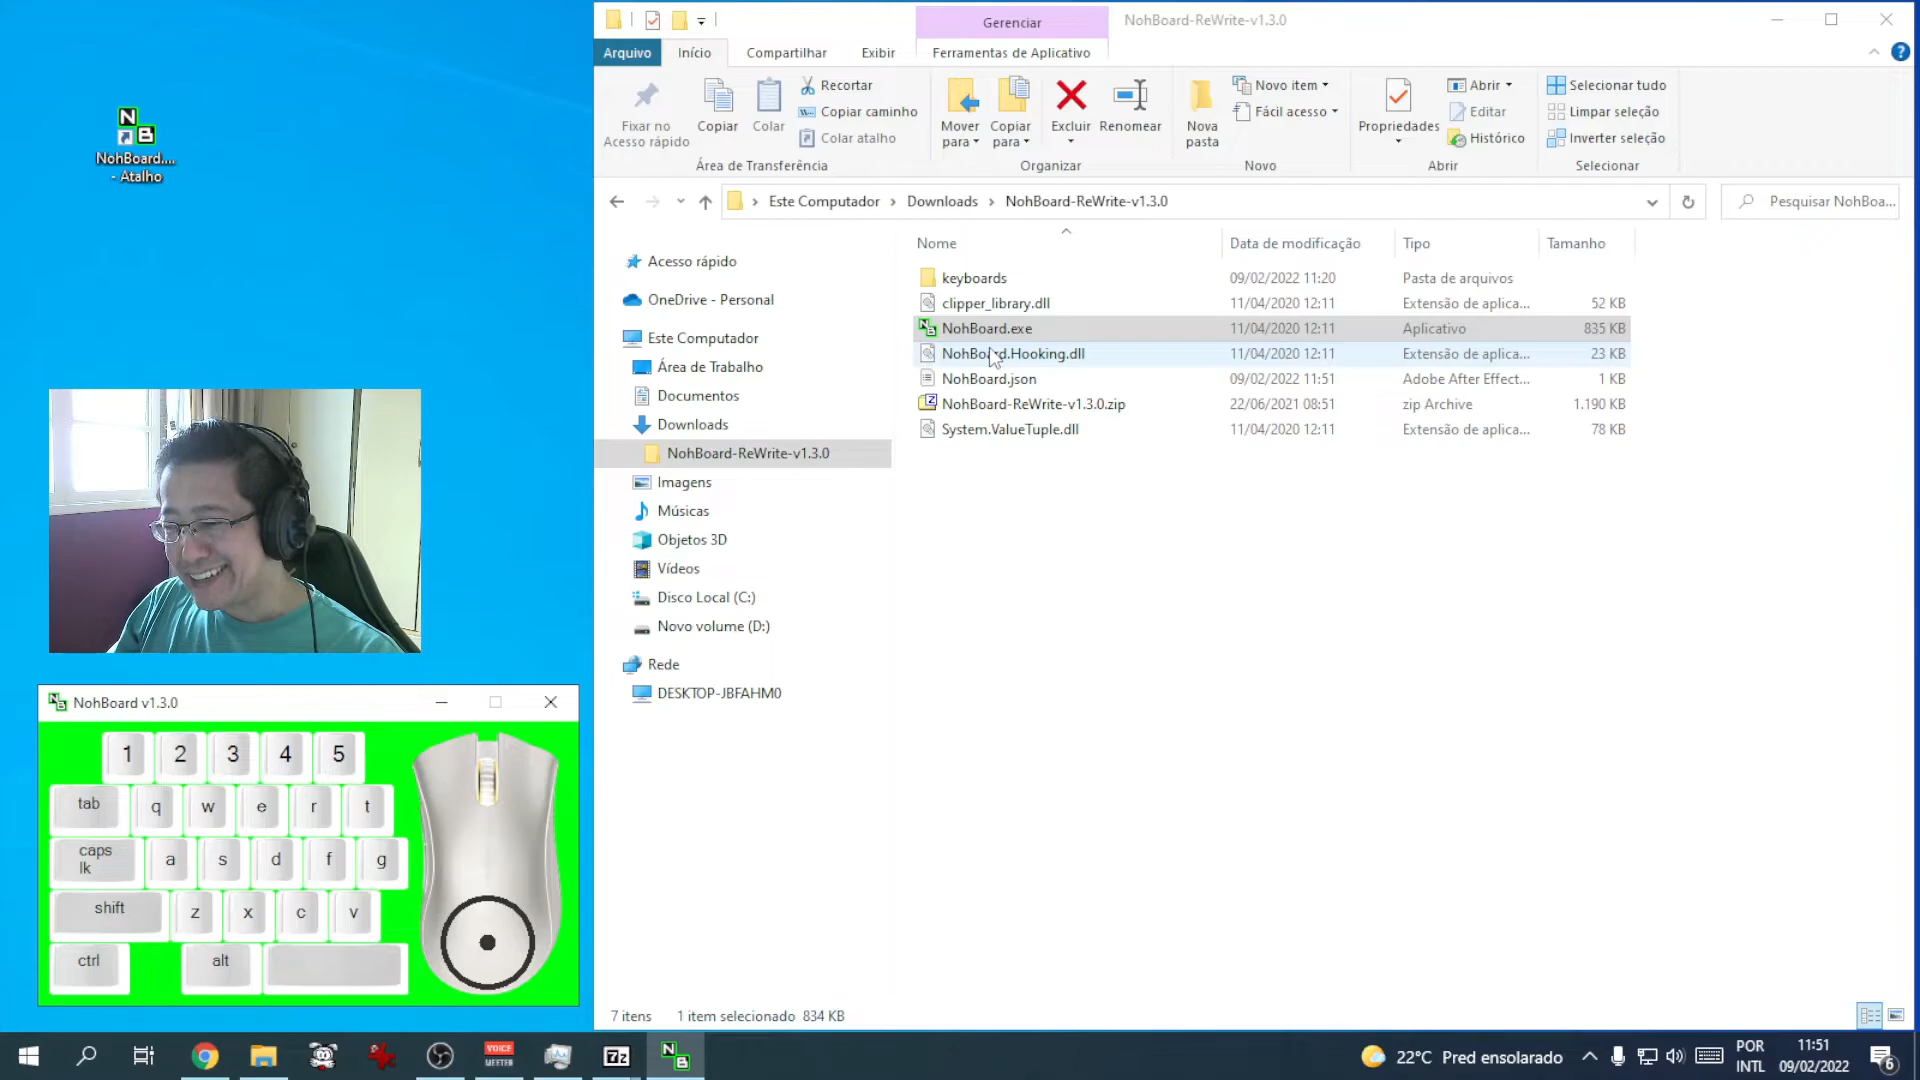 Gerenciar
NohBoard-ReWrite-v1.3.0
Arquivo
Início
Compartilhar
Exibir
Ferramentas de Aplicativo
Fixar no
Acesso rápido
Copiar
Colar
Recortar
Copiar caminho
Colar atalho
Área de Transferência
Mover
para
Copiar
para
Excluir
Renomear
Organizar
Nova
pasta
Novo item
Fácil acesso
Novo
Propriedades
Abrir
Editar
Histórico
Abrir
Selecionar tudo
Limpar seleção
Inverter seleção
Selecionar
Este Computador > Downloads > NohBoard-ReWrite-v1.3.0
Pesquisar NohBoa...
Acesso rápido
OneDrive - Personal
Este Computador
Área de Trabalho
Documentos
Downloads
NohBoard-ReWrite-v1.3.0
Imagens
Músicas
Objetos 3D
Vídeos
Disco Local (C:)
Novo volume (D:)
Rede
DESKTOP-JBFAHM0
Nome Data de modificação Tipo Tamanho
keyboards 09/02/2022 11:20 Pasta de arquivos
clipper_library.dll 11/04/2020 12:11 Extensão de aplica... 52 KB
NohBoard.exe 11/04/2020 12:11 Aplicativo 835 KB
NohBoard.Hooking.dll 11/04/2020 12:11 Extensão de aplica... 23 KB
NohBoard.json 09/02/2022 11:51 Adobe After Effect... 1 KB
NohBoard-ReWrite-v1.3.0.zip 22/06/2021 08:51 zip Archive 1.190 KB
System.ValueTuple.dll 11/04/2020 12:11 Extensão de aplica... 78 KB
7 itens 1 item selecionado 834 KB
N
B
NohBoard....
- Atalho
NohBoard v1.3.0
1 2 3 4 5
tab q w e r t
caps
lk a s d f g
shift z x c v
ctrl alt
VOICE
MEETER
7z
N
B
22°C Pred ensolarado
POR
INTL
11:51
09/02/2022
6